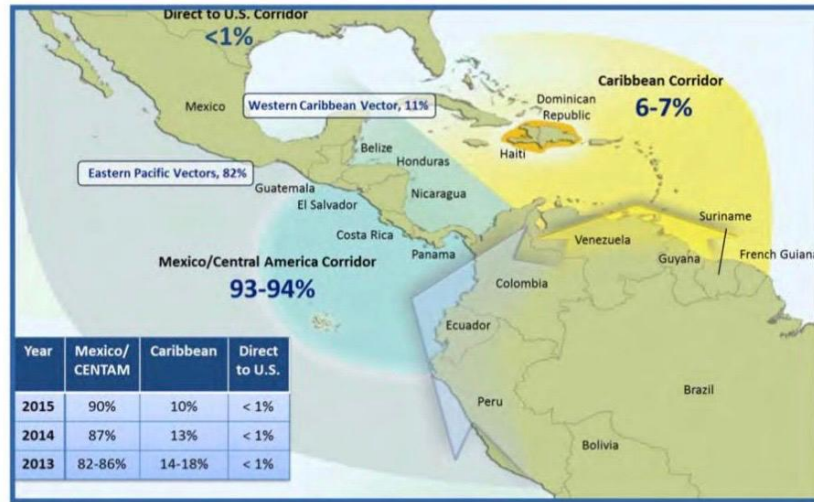 Direct to U.S. Corridor
<1%
Caribbean Corridor
6-7%
Mexico
Western Caribbean Vector, 11%
Dominican
Republic
Haiti
Belize
Honduras
Eastern Pacific Vectors, 82%
Guatemala
Nicaragua
El Salvador
Costa Rica
Panama
Suriname
Venezuela
Guyana
French Guiana
Mexico/Central America Corridor
93-94%
Colombia
Ecuador
Peru
Brazil
Bolivia
Year Mexico/ Caribbean Direct
CENTAM to U.S.
2015 90% 10% < 1%
2014 87% 13% < 1%
2013 82-86% 14-18% < 1%